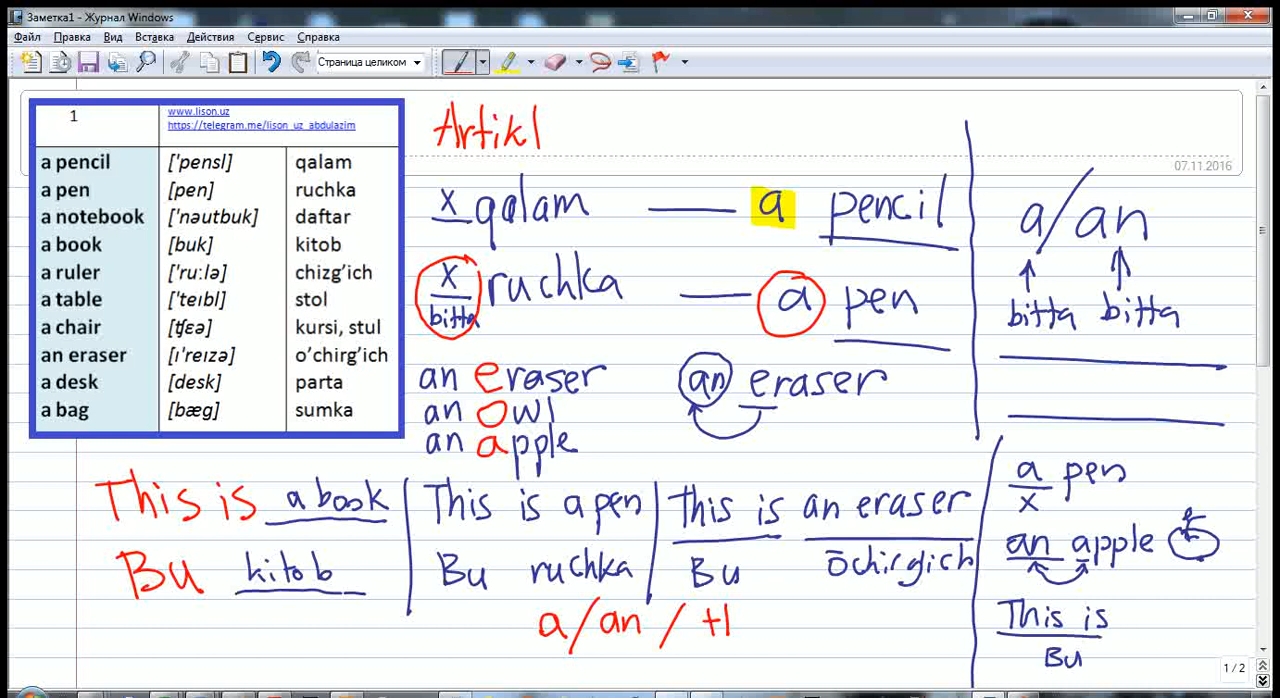 Заметка1 - Журнал Windows
Файл Правка Вид Вставка Действия Сервис Справка
Страница целиком
1 www.lison.uz
https://telegram.me/lison_uz_abdulazim
a pencil ['pensl] qalam
a pen [pen] ruchka
a notebook ['nəutbuk] daftar
a book [buk] kitob
a ruler ['ru:lə] chizg'ich
a table ['teɪbl] stol
a chair [ʧeə] kursi, stul
an eraser [ɪ'reɪzə] o'chirg'ich
a desk [desk] parta
a bag [bæg] sumka
Artikl
07.11.2016
x qalam — a pencil
x ruchka — a pen
bitta
an eraser an eraser
an owl
an apple
a/an
bitta bitta
This is a book
Bu kitob
This is a pen
Bu ruchka
This is an eraser
Bu ōchirgich
a/an / th
a pen
x
an apple
This is
Bu
1 / 2